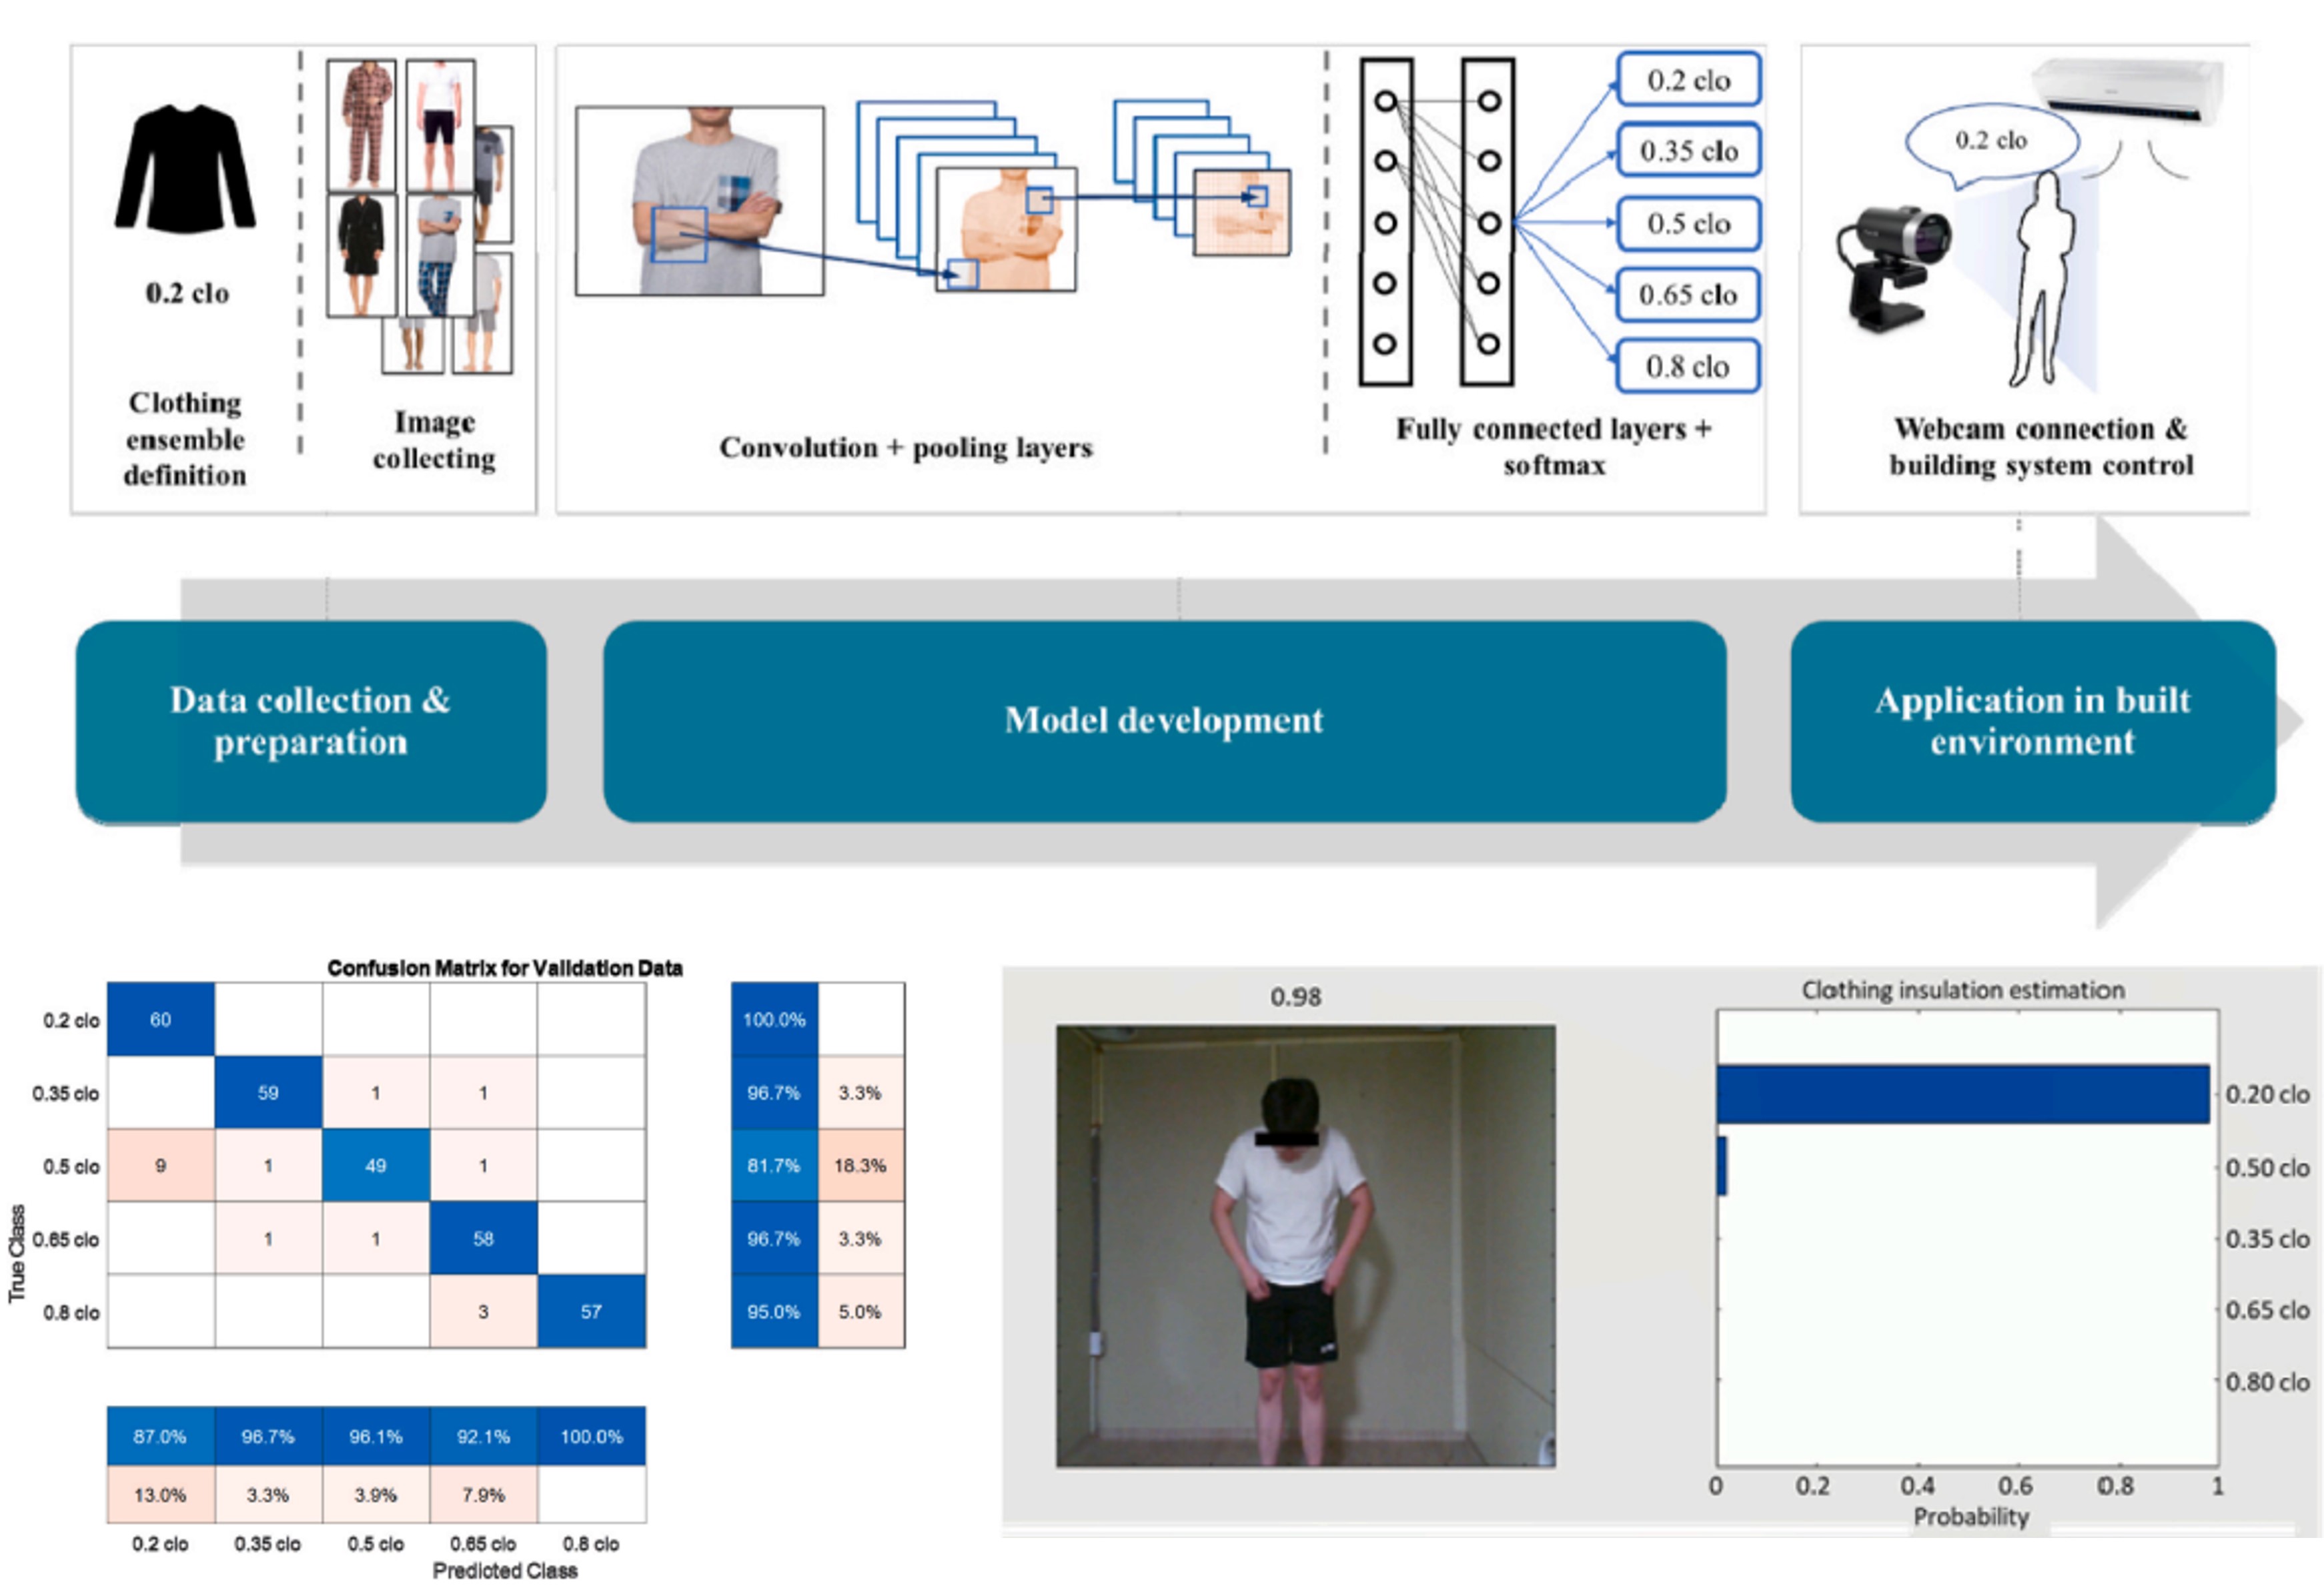 0.2 clo
Clothing
ensemble
definition
Image
collecting
Convolution + pooling layers
0.2 clo
0.35 clo
0.5 clo
0.65 clo
0.8 clo
Fully connected layers +
softmax
0.2 clo
Webcam connection &
building system control
Data collection &
preparation
Model development
Application in built
environment
Confusion Matrix for Validation Data
True Class
0.2 clo 60 100.0%
0.35 clo 59 1 1 96.7% 3.3%
0.5 clo 9 1 49 1 81.7% 18.3%
0.65 clo 1 1 58 96.7% 3.3%
0.8 clo 3 57 95.0% 5.0%
87.0% 96.7% 96.1% 92.1% 100.0%
13.0% 3.3% 3.9% 7.9%
0.2 clo 0.35 clo 0.5 clo 0.65 clo 0.8 clo
Predicted Class
0.98
Clothing insulation estimation
0.20 clo
0.50 clo
0.35 clo
0.65 clo
0.80 clo
0 0.2 0.4 0.6 0.8 1
Probability